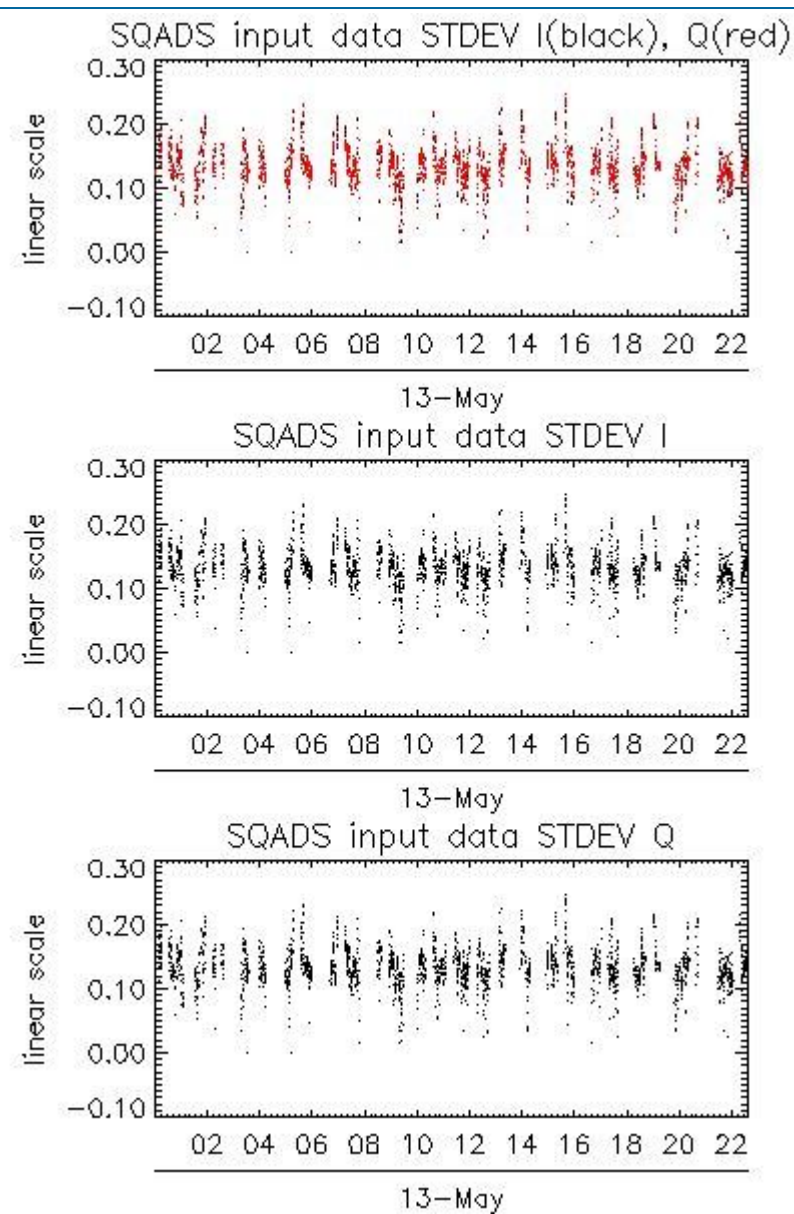 SQADS input data STDEV I(black), Q(red)
0.30
0.20
0.10
0.00
-0.10
linear scale
02 04 06 08 10 12 14 16 18 20 22
13-May
SQADS input data STDEV I
0.30
0.20
0.10
0.00
-0.10
linear scale
02 04 06 08 10 12 14 16 18 20 22
13-May
SQADS input data STDEV Q
0.30
0.20
0.10
0.00
-0.10
linear scale
02 04 06 08 10 12 14 16 18 20 22
13-May